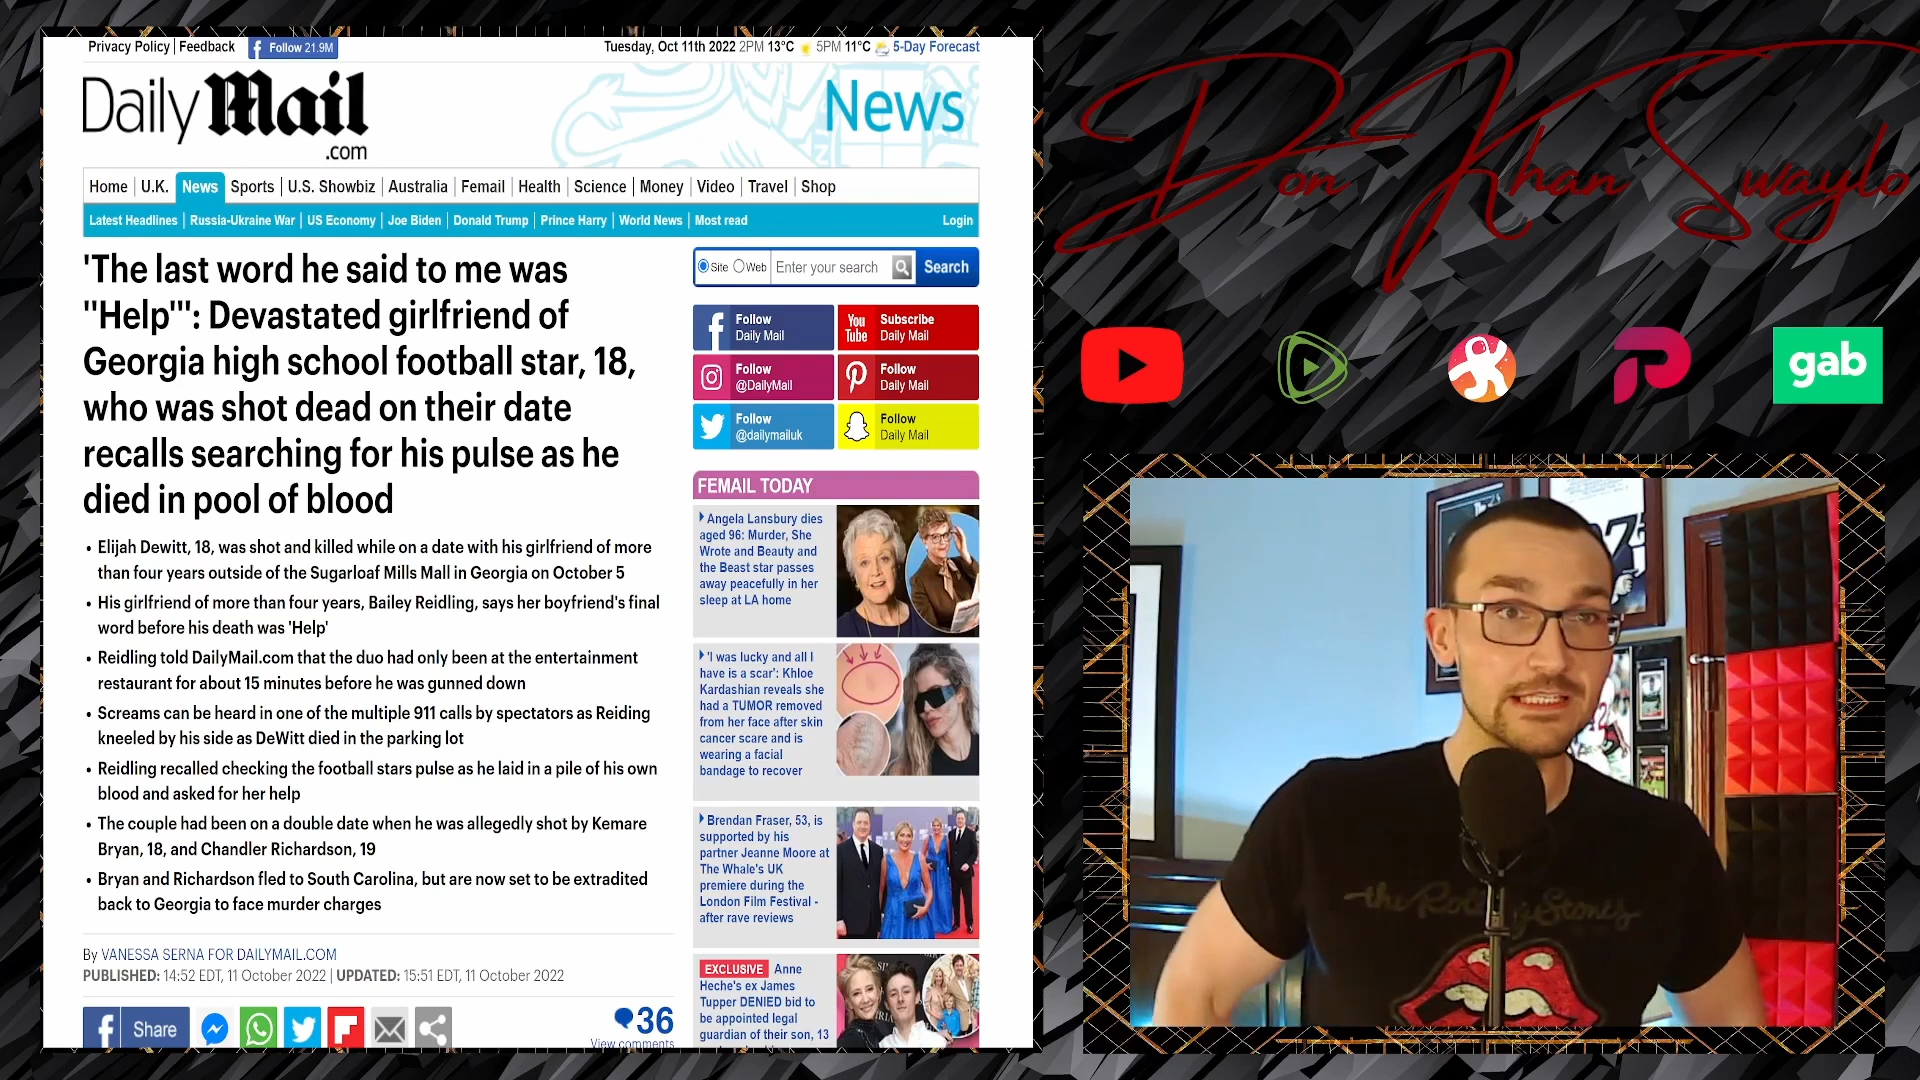 Privacy Policy | Feedback
Follow 21.9M
Tuesday, Oct 11th 2022 2PM 13°C 5PM 11°C 5-Day Forecast
Daily Mail
.com
News
Home | U.K. | News | Sports | U.S. Showbiz | Australia | Femail | Health | Science | Money | Video | Travel | Shop
Latest Headlines | Russia-Ukraine War | US Economy | Joe Biden | Donald Trump | Prince Harry | World News | Most read
Login
'The last word he said to me was
"Help"': Devastated girlfriend of
Georgia high school football star, 18,
who was shot dead on their date
recalls searching for his pulse as he
died in pool of blood
• Elijah Dewitt, 18, was shot and killed while on a date with his girlfriend of more
than four years outside of the Sugarloaf Mills Mall in Georgia on October 5
• His girlfriend of more than four years, Bailey Reidling, says her boyfriend's final
word before his death was 'Help'
• Reidling told DailyMail.com that the duo had only been at the entertainment
restaurant for about 15 minutes before he was gunned down
• Screams can be heard in one of the multiple 911 calls by spectators as Reiding
kneeled by his side as DeWitt died in the parking lot
• Reidling recalled checking the football stars pulse as he laid in a pile of his own
blood and asked for her help
• The couple had been on a double date when he was allegedly shot by Kemare
Bryan, 18, and Chandler Richardson, 19
• Bryan and Richardson fled to South Carolina, but are now set to be extradited
back to Georgia to face murder charges
By VANESSA SERNA FOR DAILYMAIL.COM
PUBLISHED: 14:52 EDT, 11 October 2022 | UPDATED: 15:51 EDT, 11 October 2022
Share
36
View comments
Site Web Enter your search Search
Follow
Daily Mail
You
Tube
Subscribe
Daily Mail
Follow
@DailyMail
Follow
Daily Mail
Follow
@dailymailuk
Follow
Daily Mail
FEMAIL TODAY
Angela Lansbury dies
aged 96: Murder, She
Wrote and Beauty and
the Beast star passes
away peacefully in her
sleep at LA home
'I was lucky and all I
have is a scar': Khloe
Kardashian reveals she
had a TUMOR removed
from her face after skin
cancer scare and is
wearing a facial
bandage to recover
Brendan Fraser, 53, is
supported by his
partner Jeanne Moore at
The Whale's UK
premiere during the
London Film Festival -
after rave reviews
EXCLUSIVE Anne
Heche's ex James
Tupper DENIED bid to
be appointed legal
guardian of their son, 13
Don Khan Swaylo
gab
the Rolling Stones